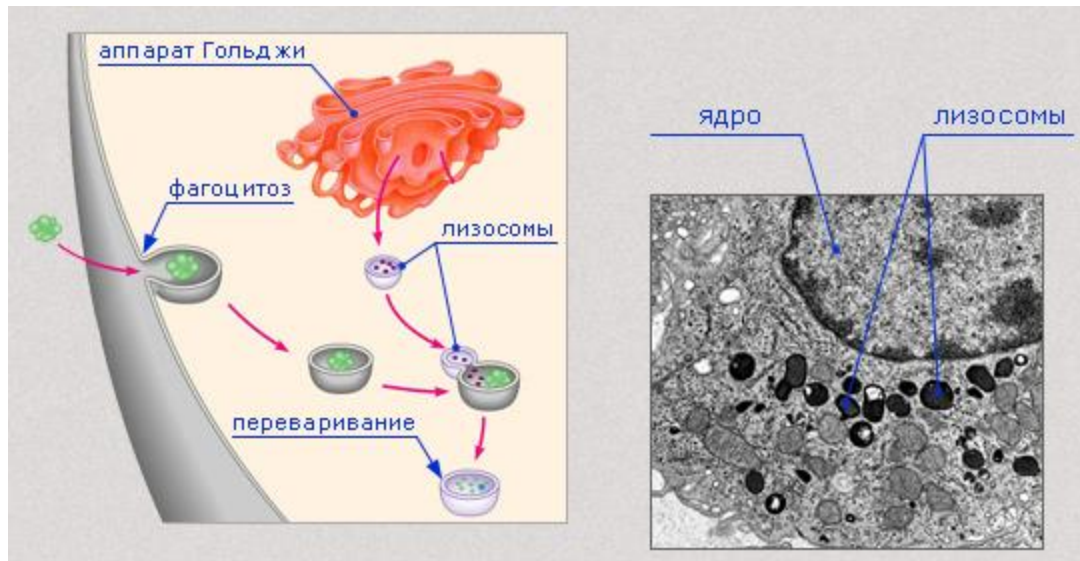 аппарат Гольджи
фагоцитоз
лизосомы
переваривание
ядро
лизосомы